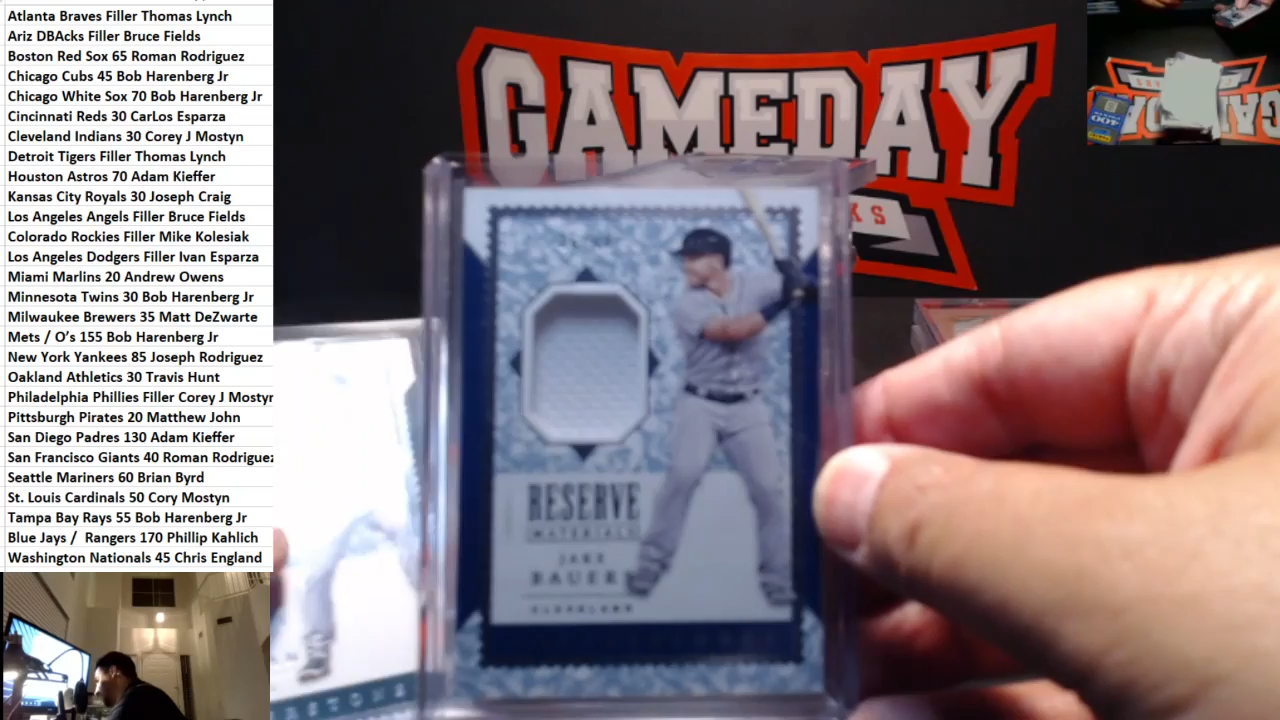 Atlanta Braves Filler Thomas Lynch
Ariz DBAcks Filler Bruce Fields
Boston Red Sox 65 Roman Rodriguez
Chicago Cubs 45 Bob Harenberg Jr
Chicago White Sox 70 Bob Harenberg Jr
Cincinnati Reds 30 CarLos Esparza
Cleveland Indians 30 Corey J Mostyn
Detroit Tigers Filler Thomas Lynch
Houston Astros 70 Adam Kieffer
Kansas City Royals 30 Joseph Craig
Los Angeles Angels Filler Bruce Fields
Colorado Rockies Filler Mike Kolesiak
Los Angeles Dodgers Filler Ivan Esparza
Miami Marlins 20 Andrew Owens
Minnesota Twins 30 Bob Harenberg Jr
Milwaukee Brewers 35 Matt DeZwarte
Mets / O's 155 Bob Harenberg Jr
New York Yankees 85 Joseph Rodriguez
Oakland Athletics 30 Travis Hunt
Philadelphia Phillies Filler Corey J Mostyn
Pittsburgh Pirates 20 Matthew John
San Diego Padres 130 Adam Kieffer
San Francisco Giants 40 Roman Rodriguez
Seattle Mariners 60 Brian Byrd
St. Louis Cardinals 50 Cory Mostyn
Tampa Bay Rays 55 Bob Harenberg Jr
Blue Jays / Rangers 170 Phillip Kahlich
Washington Nationals 45 Chris England
GAMEDAY
KS
RESERVE
MATERIALS
JAKE
BAUERS
CLEVELAND